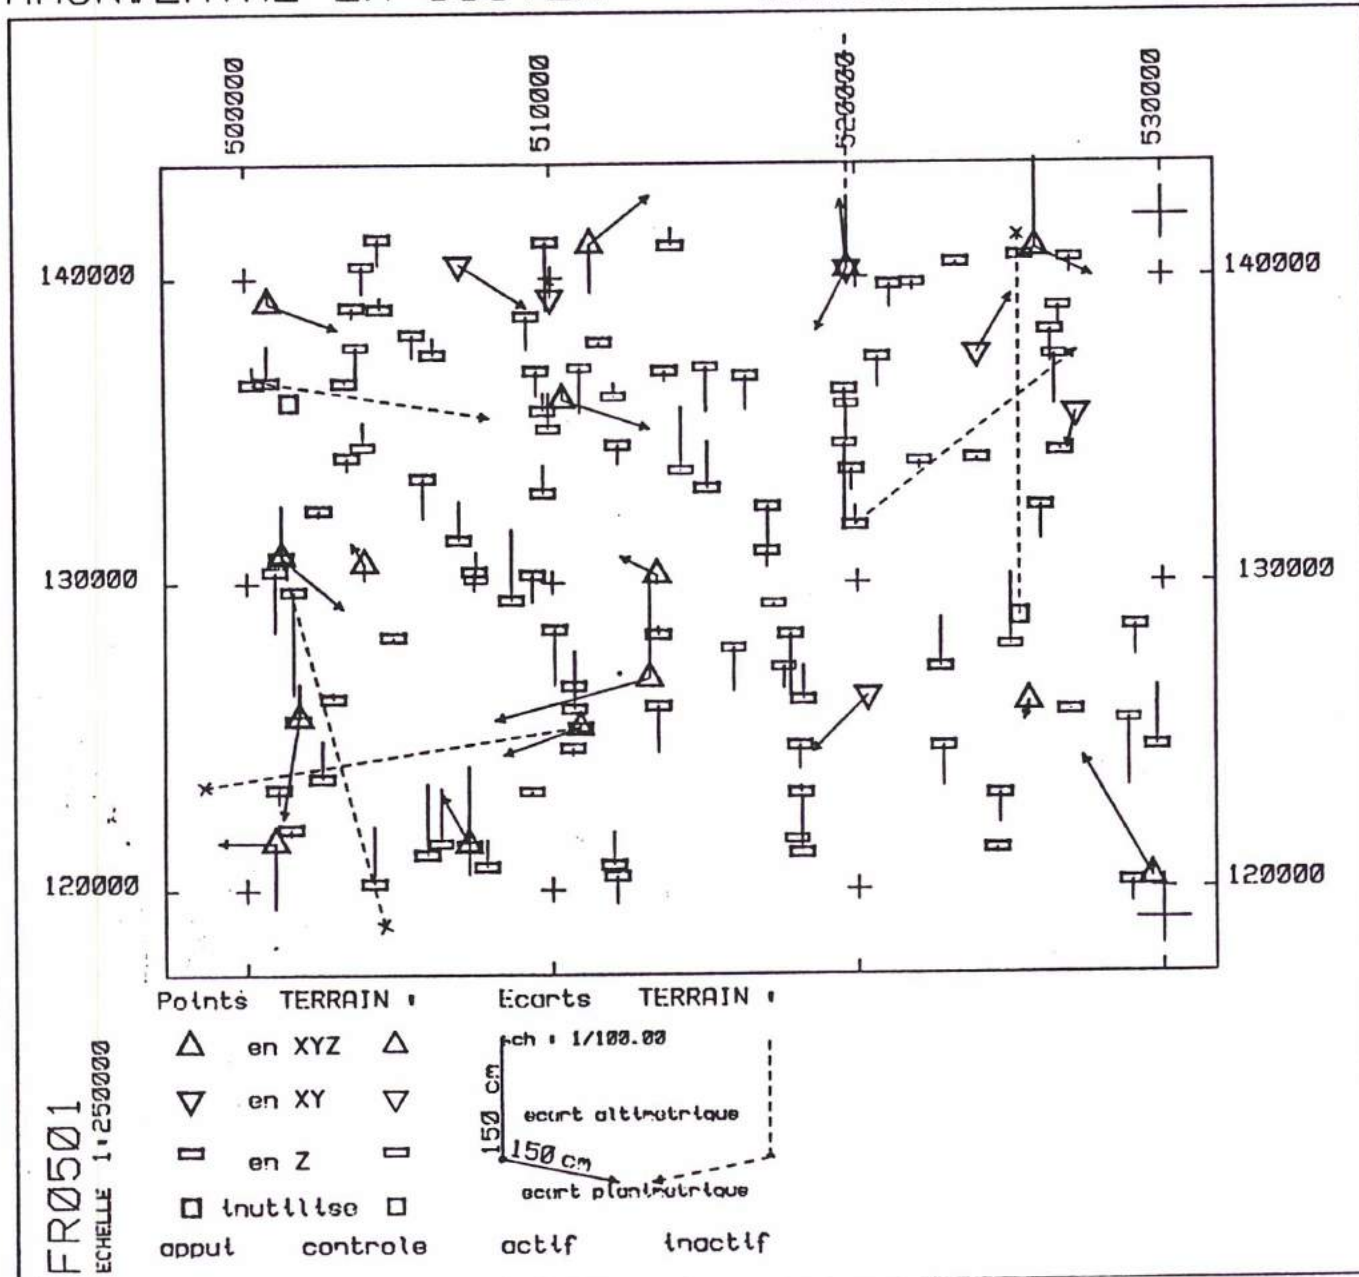 500000 510000 520000 530000
140000 140000
130000 130000
120000 120000
Points TERRAIN : Ecarts TERRAIN :
en XYZ ech : 1/100.00
en XY ecart altimetrique
150 cm
en Z 150 cm
inutilise ecart planimetrique
appui controle actif inactif
FR0501
ECHELLE 1:250000